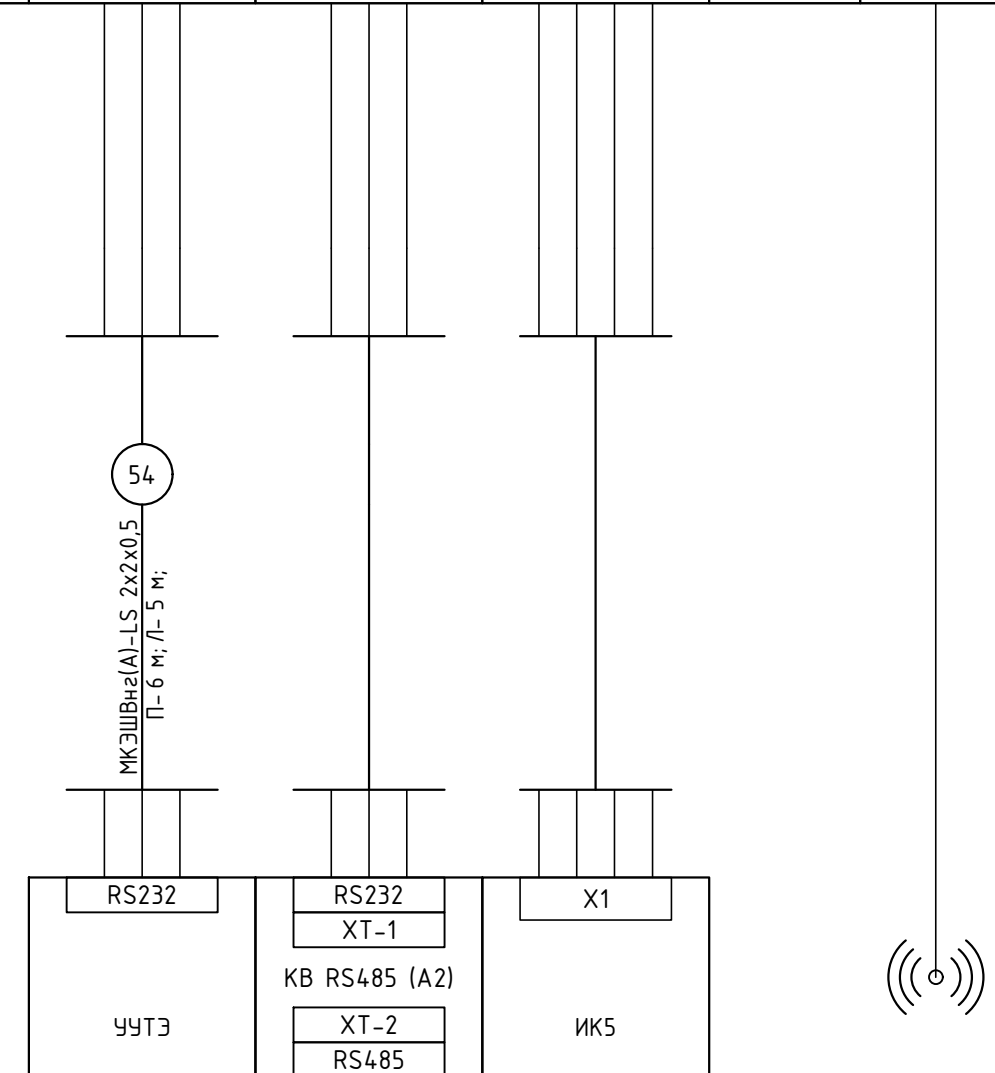 54
МКЭШВнг(А)-LS 2х2х0,5
П- 6 м; Л- 5 м;
RS232
RS232
X1
XT-1
КВ RS485 (А2)
УУТЭ
XT-2
ИК5
RS485